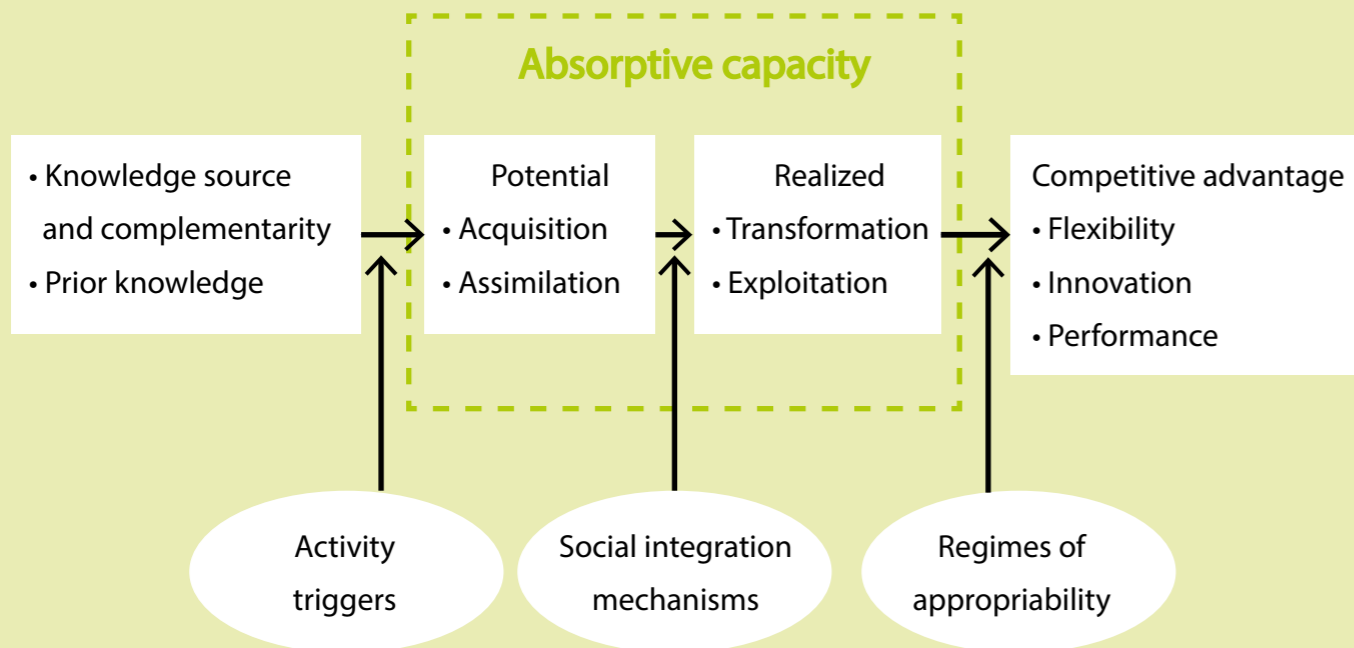 Absorptive capacity
• Knowledge source
and complementarity
• Prior knowledge
Potential
• Acquisition
• Assimilation
Realized
• Transformation
• Exploitation
Competitive advantage
• Flexibility
• Innovation
• Performance
Activity
triggers
Social integration
mechanisms
Regimes of
appropriability